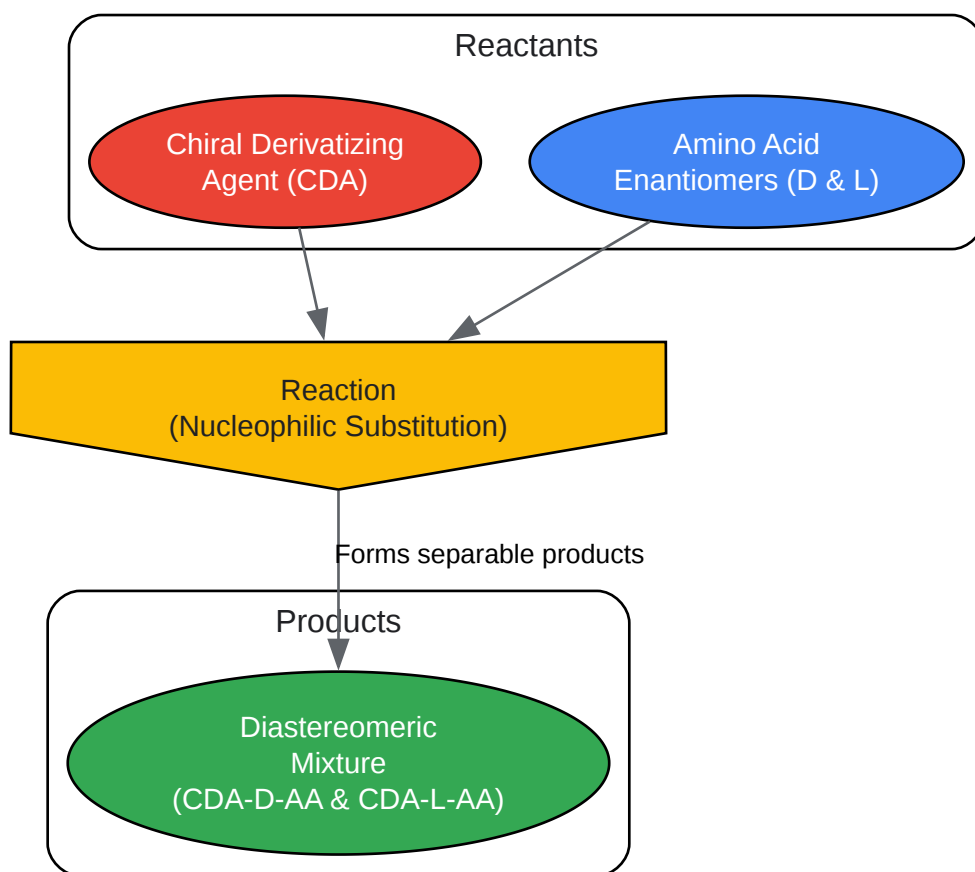 Reactants
Chiral Derivatizing
Agent (CDA)
Amino Acid
Enantiomers (D & L)
Reaction
(Nucleophilic Substitution)
Forms separable products
Products
Diastereomeric
Mixture
(CDA-D-AA & CDA-L-AA)